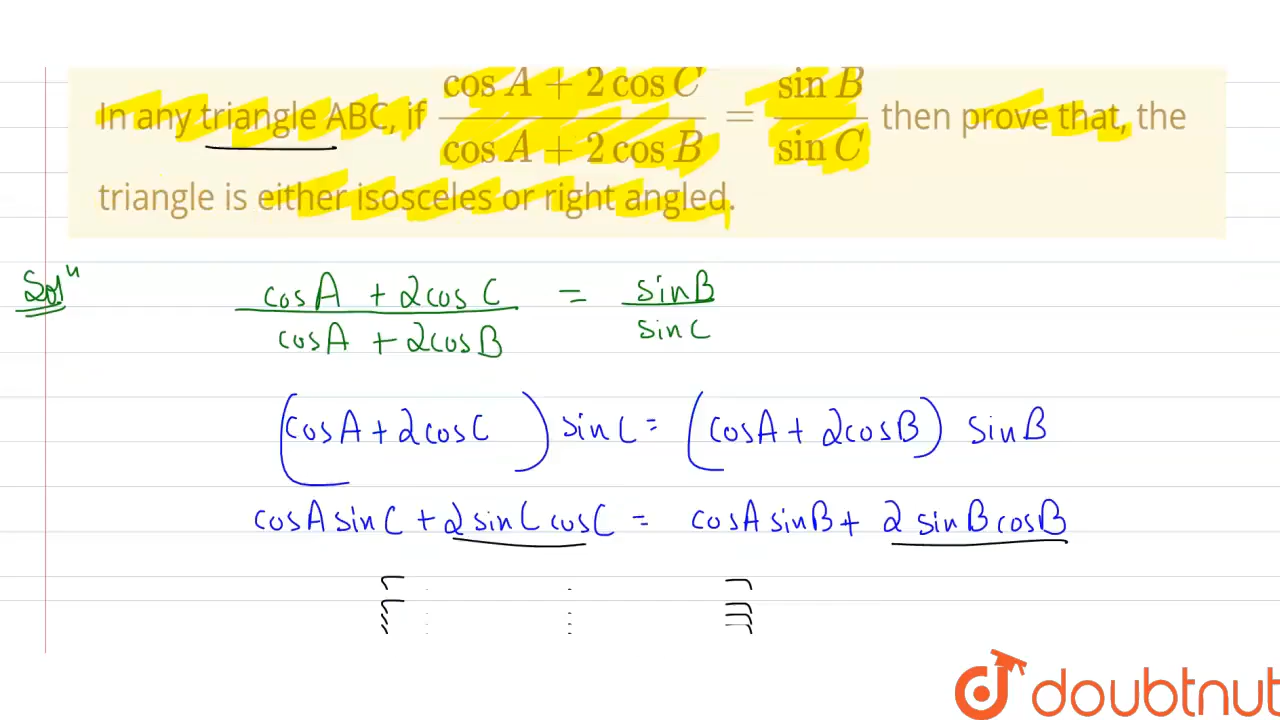 In any triangle ABC, if (cos A + 2 cos C)/(cos A + 2 cos B) = (sin B)/(sin C) then prove that, the
triangle is either isosceles or right angled.
Solⁿ
(cosA + 2cosC)/(cosA + 2cosB) = (sinB)/(sinC)
(cosA + 2cosC) sinC = (cosA + 2cosB) sinB
cosA sinC + 2 sinC cosC = cosA sinB + 2 sinB cosB
doubtnut